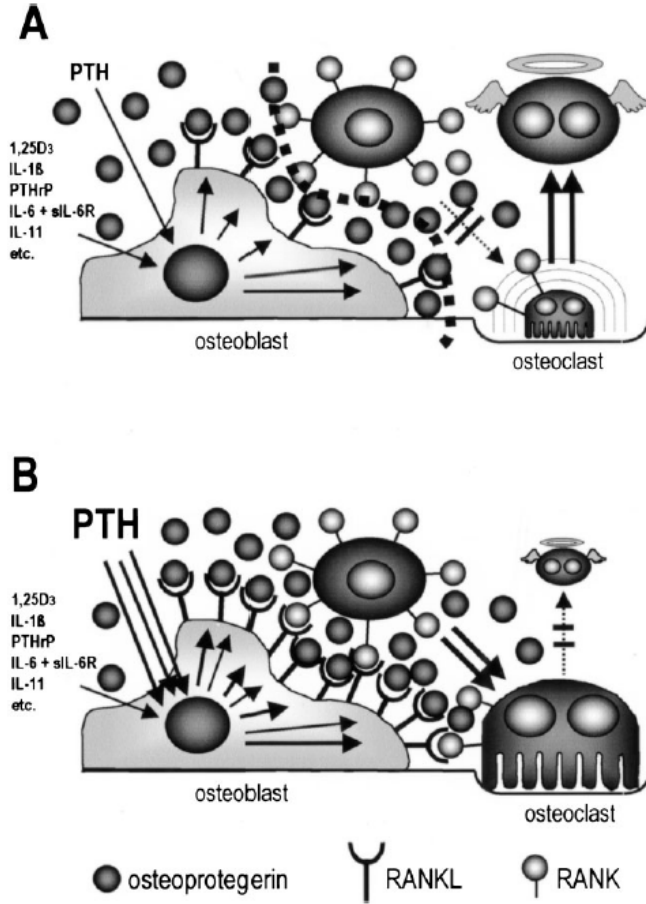 A
PTH
1,25D3
IL-1ß
PTHrP
IL-6 + sIL-6R
IL-11
etc.
osteoblast
osteoclast
B
PTH
1,25D3
IL-1ß
PTHrP
IL-6 + sIL-6R
IL-11
etc.
osteoblast
osteoclast
osteoprotegerin
RANKL
RANK